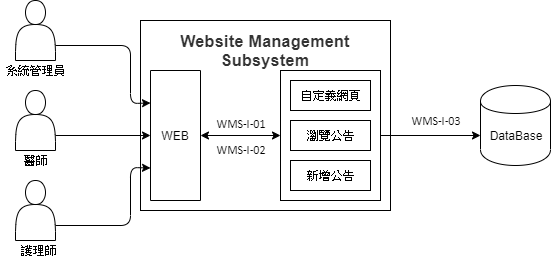 Website Management
Subsystem
系統管理員
WEB
WMS-I-01
WMS-I-02
自定義網頁
瀏覽公告
新增公告
WMS-I-03
DataBase
醫師
護理師